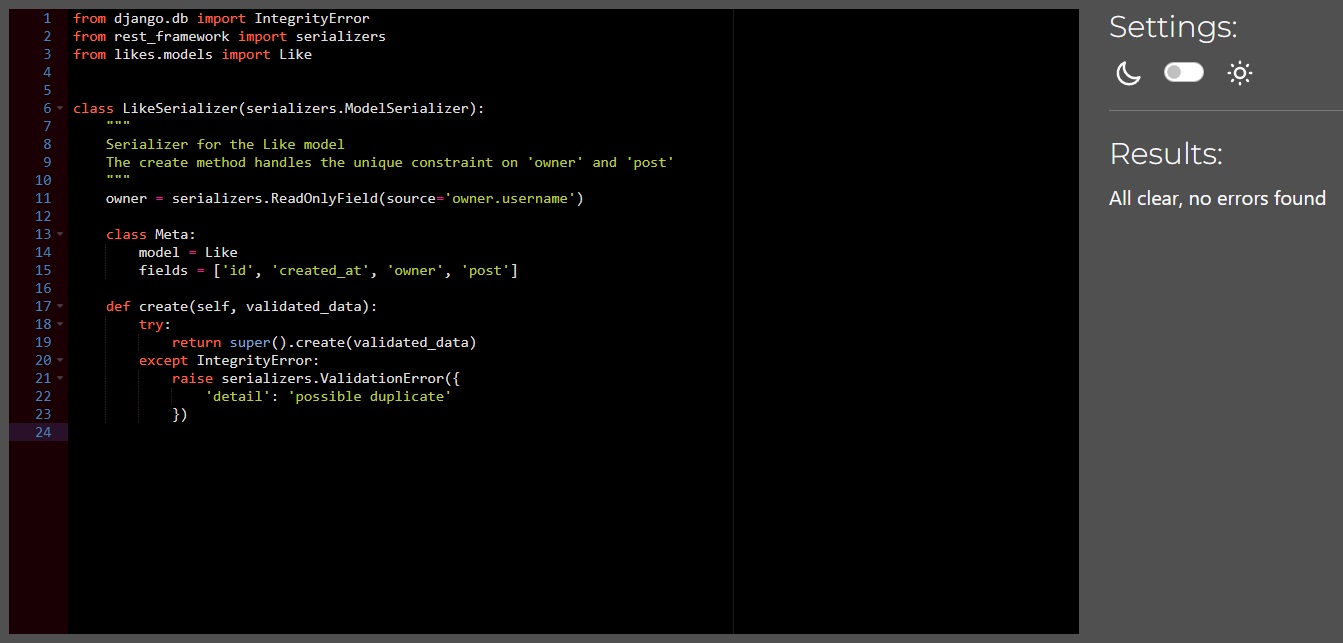 1 from django.db import IntegrityError
2 from rest_framework import serializers
3 from likes.models import Like
4
5
6 class LikeSerializer(serializers.ModelSerializer):
7     """
8     Serializer for the Like model
9     The create method handles the unique constraint on 'owner' and 'post'
10     """
11     owner = serializers.ReadOnlyField(source='owner.username')
12
13     class Meta:
14         model = Like
15         fields = ['id', 'created_at', 'owner', 'post']
16
17     def create(self, validated_data):
18         try:
19             return super().create(validated_data)
20         except IntegrityError:
21             raise serializers.ValidationError({
22                 'detail': 'possible duplicate'
23             })
24
Settings:
Results:
All clear, no errors found